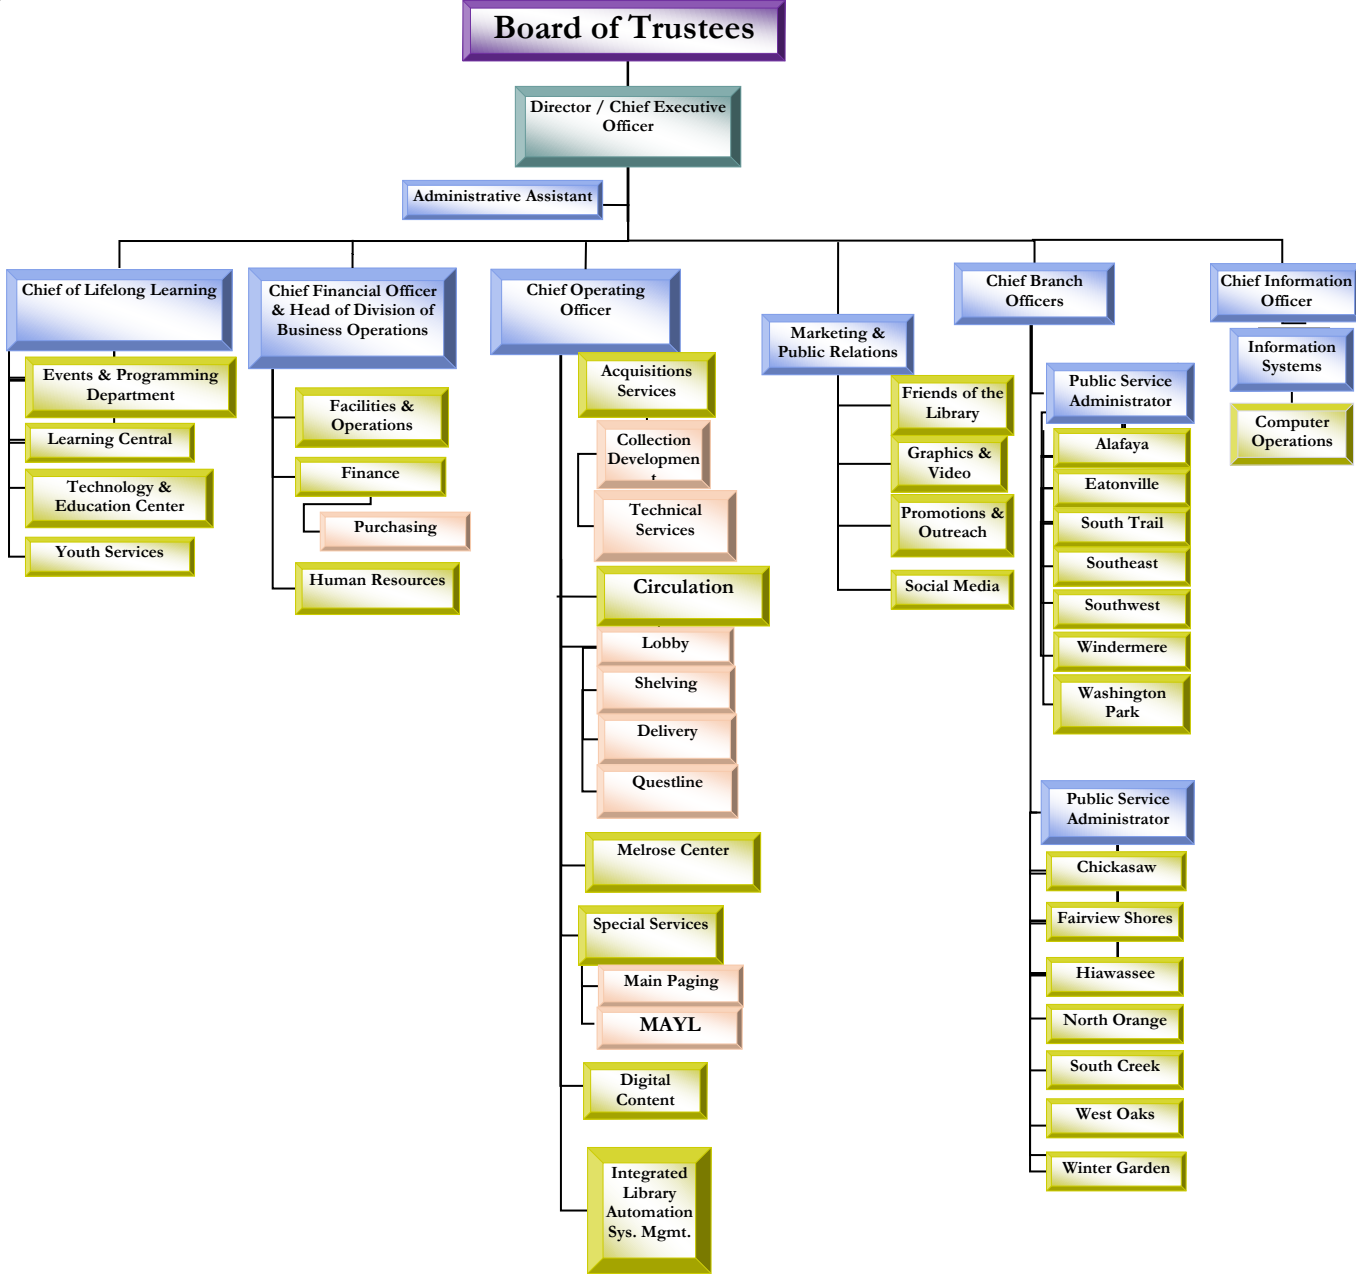 Board of Trustees
Director / Chief Executive
Officer
Administrative Assistant
Chief of Lifelong Learning
Events & Programming
Department
Learning Central
Technology &
Education Center
Youth Services
Chief Financial Officer
& Head of Division of
Business Operations
Facilities &
Operations
Finance
Purchasing
Human Resources
Chief Operating
Officer
Acquisitions
Services
Collection
Developmen
t
Technical
Services
Circulation
Lobby
Shelving
Delivery
Questline
Melrose Center
Special Services
Main Paging
MAYL
Digital
Content
Integrated
Library
Automation
Sys. Mgmt.
Marketing &
Public Relations
Friends of the
Library
Graphics &
Video
Promotions &
Outreach
Social Media
Chief Branch
Officers
Public Service
Administrator
Alafaya
Eatonville
South Trail
Southeast
Southwest
Windermere
Washington
Park
Public Service
Administrator
Chickasaw
Fairview Shores
Hiawassee
North Orange
South Creek
West Oaks
Winter Garden
Chief Information
Officer
Information
Systems
Computer
Operations